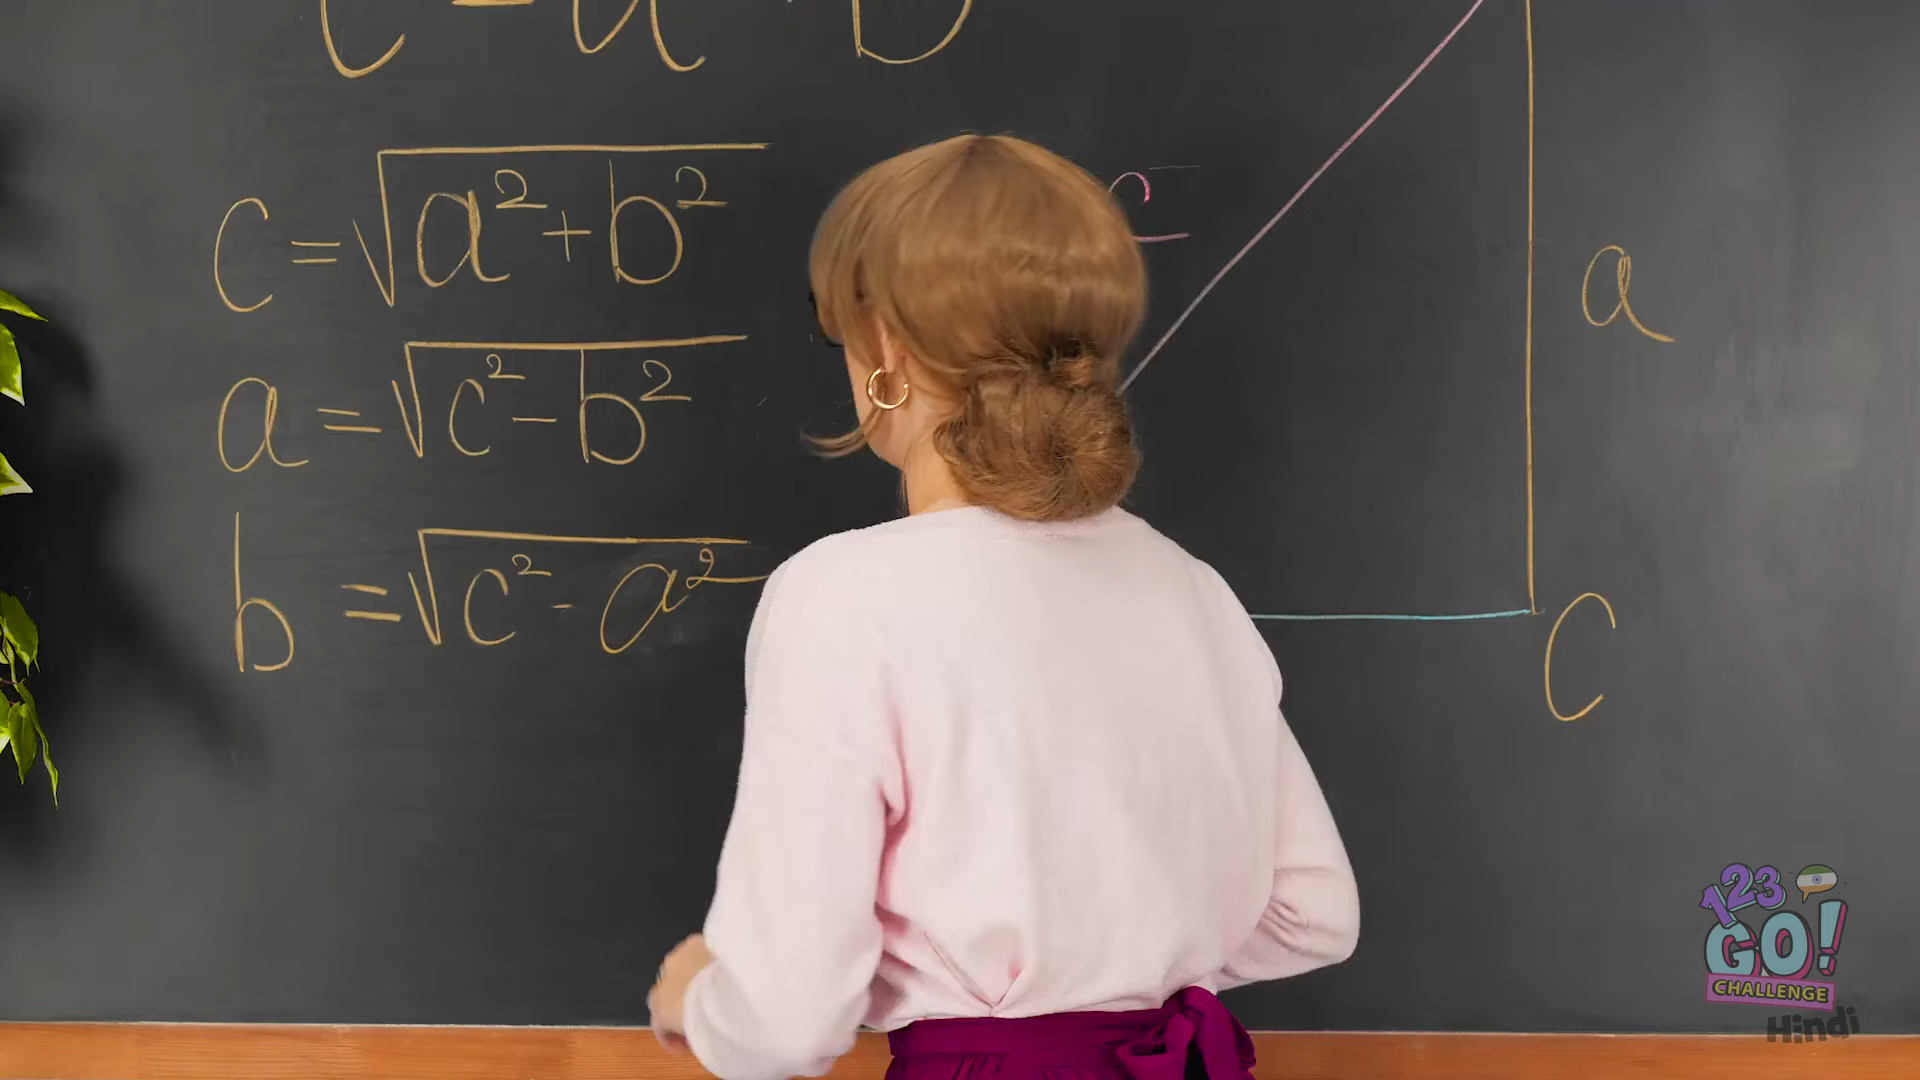 c = a b
c = √a² + b²
a = √c² - b²
b = √c² - a²
c
a
C
123
GO!
CHALLENGE
Hindi